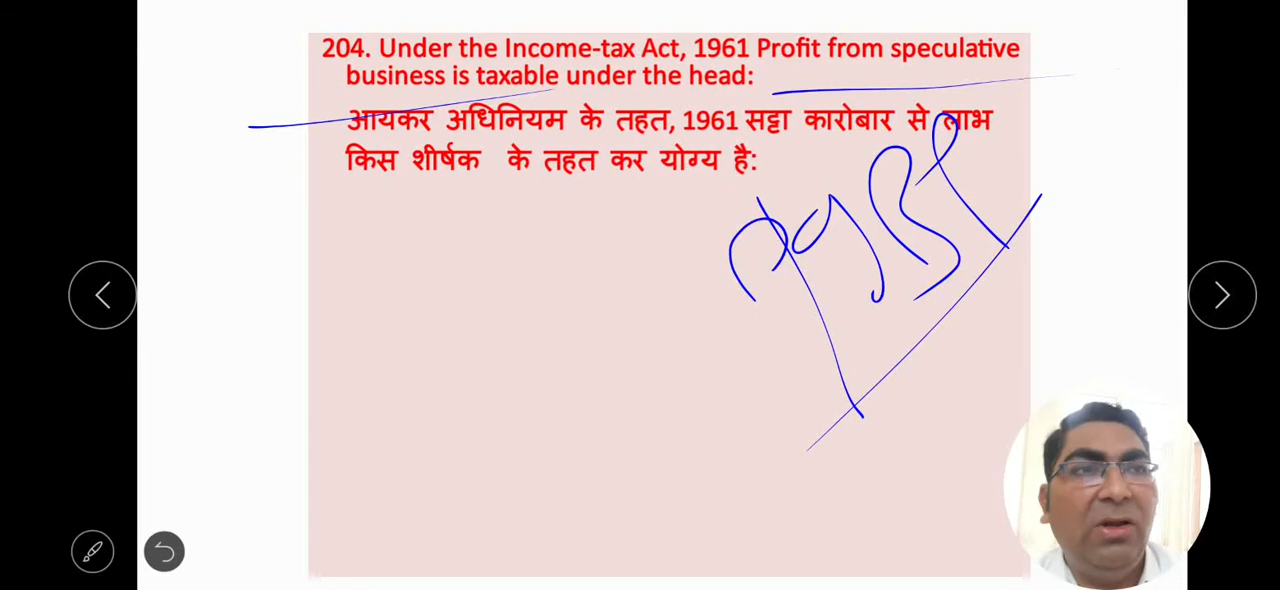 204. Under the Income-tax Act, 1961 Profit from speculative
business is taxable under the head:
आयकर अधिनियम के तहत, 1961 सट्टा कारोबार से लाभ
किस शीर्षक के तहत कर योग्य है: